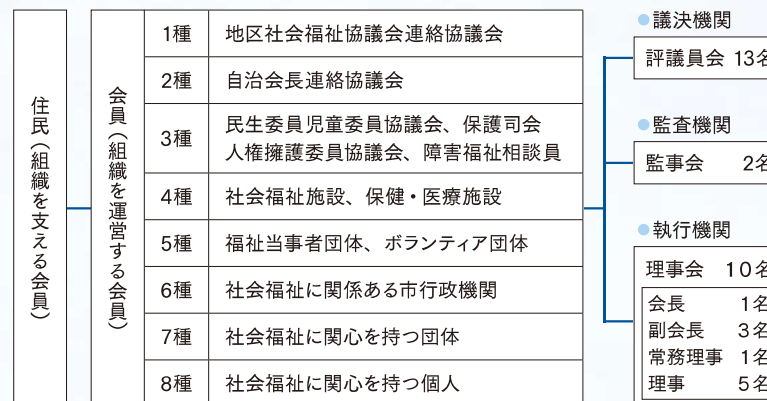 住民（組織を支える会員）
会員（組織を運営する会員）
1種 地区社会福祉協議会連絡協議会
2種 自治会長連絡協議会
3種 民生委員児童委員協議会、保護司会
人権擁護委員協議会、障害福祉相談員
4種 社会福祉施設、保健・医療施設
5種 福祉当事者団体、ボランティア団体
6種 社会福祉に関係ある市行政機関
7種 社会福祉に関心を持つ団体
8種 社会福祉に関心を持つ個人
●議決機関
評議員会 13名
●監査機関
監事会 2名
●執行機関
理事会 10名
会長 1名
副会長 3名
常務理事 1名
理事 5名